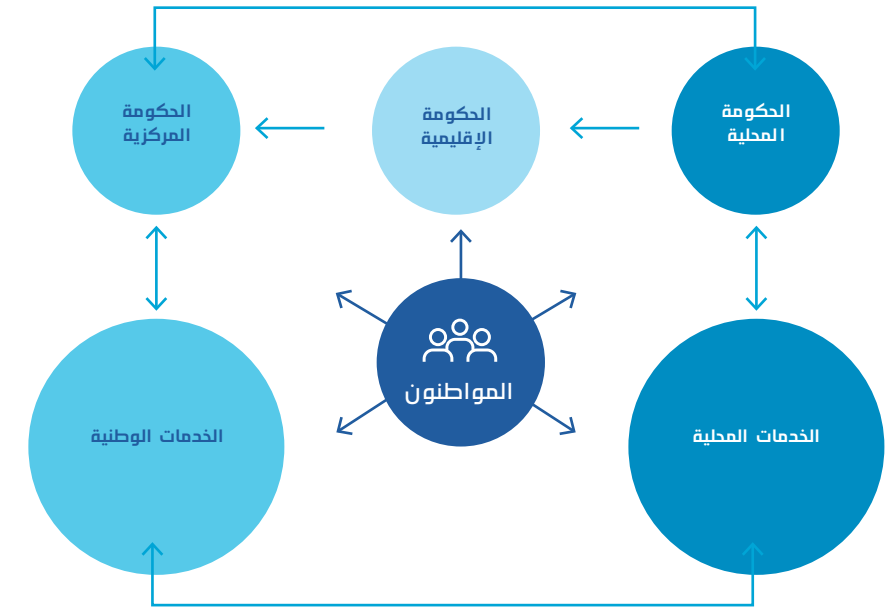 الحكومة
المحلية
الحكومة
الإقليمية
الحكومة
المركزية
المواطنون
الخدمات المحلية
الخدمات الوطنية